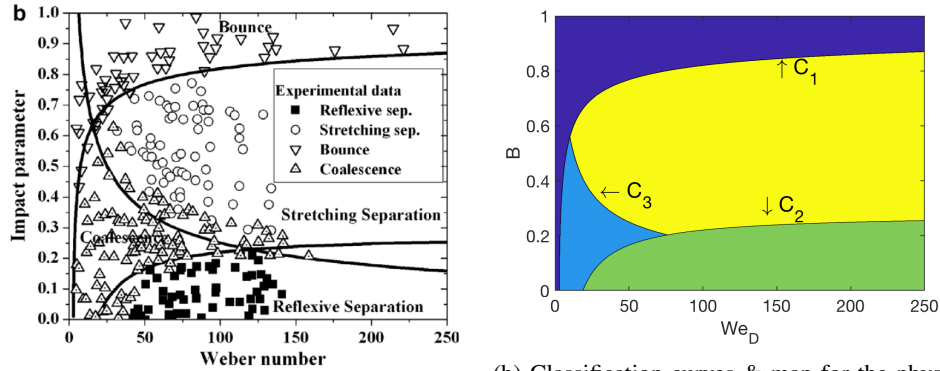 b
1.0
0.9
0.8
0.7
0.6
0.5
0.4
0.3
0.2
0.1
0.0
Impact parameter
Bounce
Experimental data
Reflexive sep.
Stretching sep.
Bounce
Coalescence
Stretching Separation
Coalescence
Reflexive Separation
0 50 100 150 200 250
Weber number
1
0.8
0.6
0.4
0.2
0
B
↑ C1
← C3
↓ C2
0 50 100 150 200 250
WeD
(b) Classification curves & map for the phys